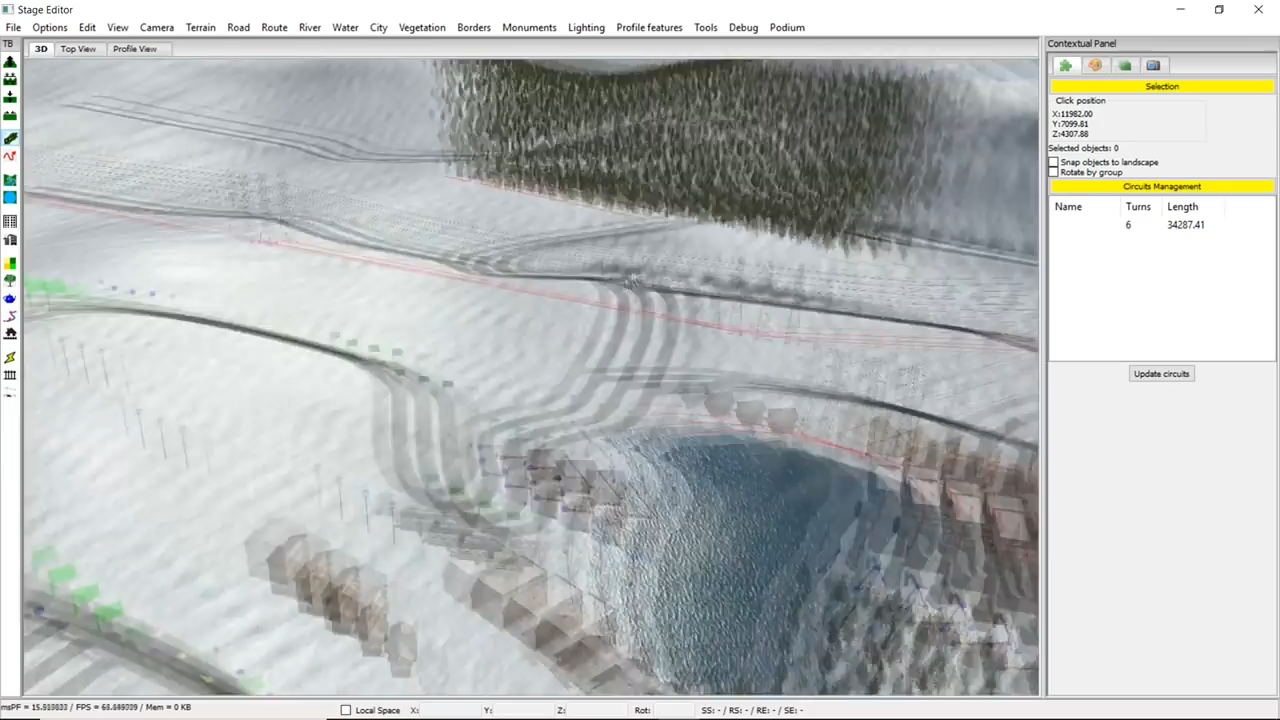 Stage Editor
File Options Edit View Camera Terrain Road Route River Water City Vegetation Borders Monuments Lighting Profile features Tools Debug Podium
TB
3D Top View Profile View
Contextual Panel
Selection
Click position
X:11982.00
Y:7099.81
Z:4307.88
Selected objects: 0
Snap objects to landscape
Rotate by group
Circuits Management
Name Turns Length
6 34287.41
Update circuits
Local Space X: Y: Z: Rot: SS: - / RS: - / RE: - / SE: -